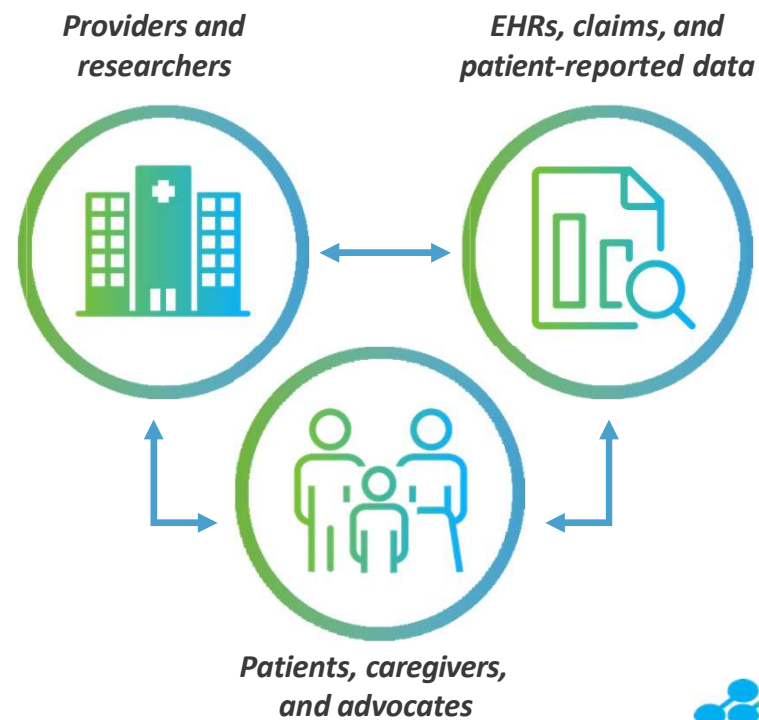 Providers and
researchers
EHRs, claims, and
patient-reported data
Patients, caregivers,
and advocates